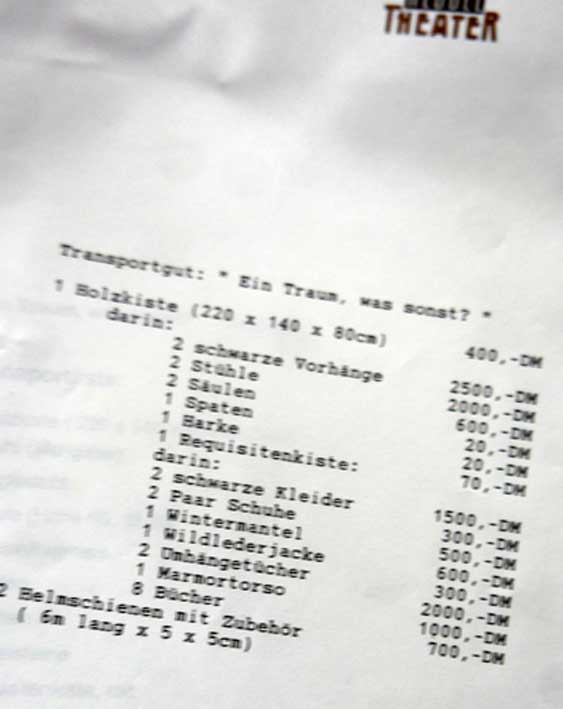 THEATER
Transportgut: " Ein Traum, was sonst? "
1 Holzkiste (220 x 140 x 80cm) 400,-DM
darin:
2 schwarze Vorhänge 2500,-DM
2 Stühle 2000,-DM
2 Säulen 600,-DM
1 Spaten 20,-DM
1 Harke 20,-DM
1 Requisitenkiste: 70,-DM
darin:
2 schwarze Kleider 1500,-DM
2 Paar Schuhe 300,-DM
1 Wintermantel 500,-DM
1 Wildlederjacke 600,-DM
2 Umhängetücher 300,-DM
1 Marmortorso 2000,-DM
8 Bücher 1000,-DM
2 Helmschienen mit Zubehör 700,-DM
( 6m lang x 5 x 5cm)